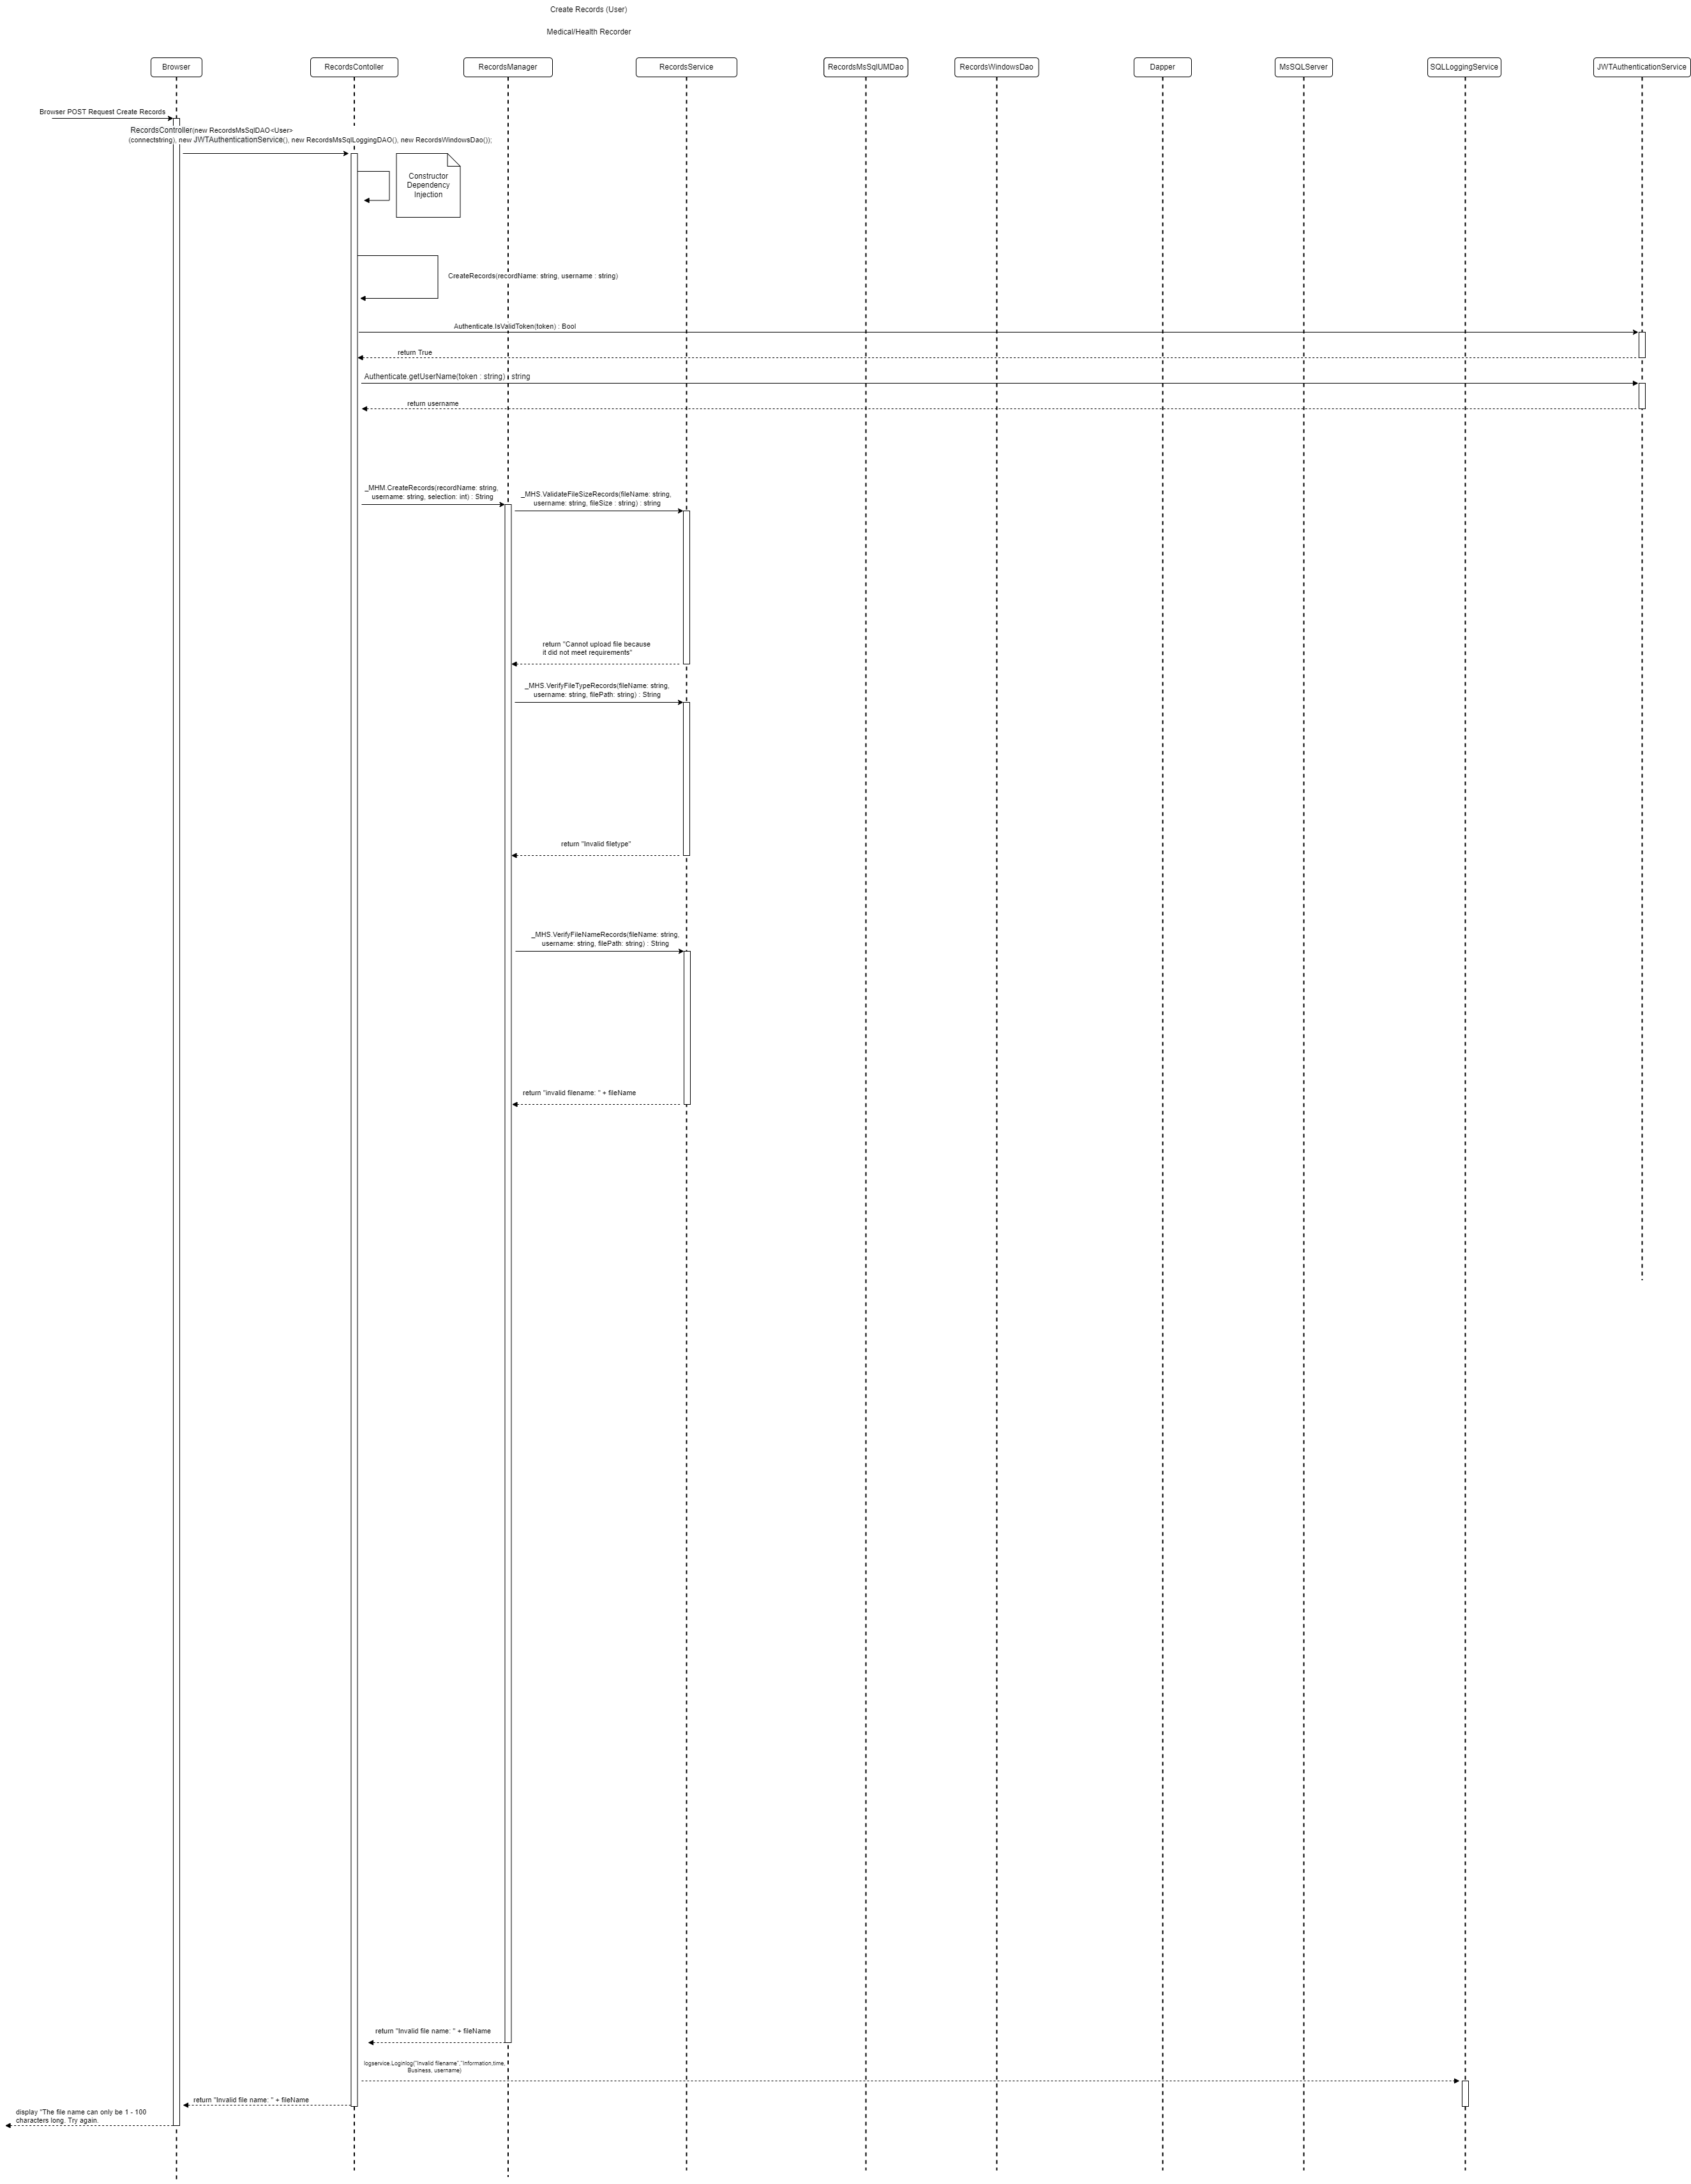 Create Records (User)
Medical/Health Recorder
Browser
RecordsContoller
RecordsManager
RecordsService
RecordsMsSqlUMDao
RecordsWindowsDao
Dapper
MsSQLServer
SQLLoggingService
JWTAuthenticationService
Browser POST Request Create Records
RecordsController(new RecordsMsSqlDAO<User>
(connectstring), new JWTAuthenticationService(), new RecordsMsSqlLoggingDAO(), new RecordsWindowsDao());
Constructor
Dependency
Injection
CreateRecords(recordName: string, username : string)
Authenticate.IsValidToken(token) : Bool
return True
Authenticate.getUserName(token : string) : string
return username
_MHM.CreateRecords(recordName: string,
username: string, selection: int) : String
_MHS.ValidateFileSizeRecords(fileName: string,
username: string, fileSize : string) : string
return "Cannot upload file because
it did not meet requirements"
_MHS.VerifyFileTypeRecords(fileName: string,
username: string, filePath: string) : String
return "Invalid filetype"
_MHS.VerifyFileNameRecords(fileName: string,
username: string, filePath: string) : String
return "invalid filename: " + fileName
return "Invalid file name: " + fileName
logservice.Loginlog("Invalid filename","Information,time,
Business, username)
return "Invalid file name: " + fileName
display "The file name can only be 1 - 100
characters long. Try again.